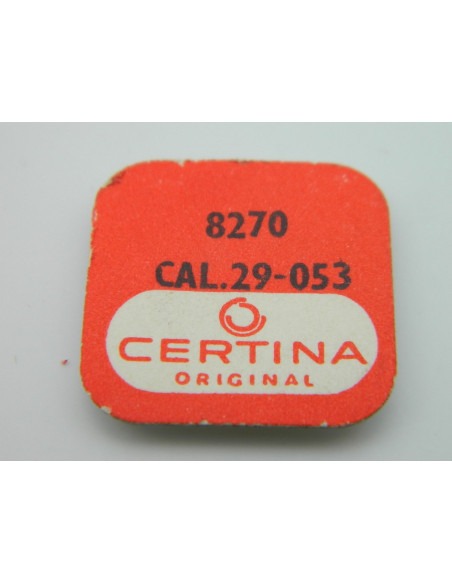 8270
CAL.29-053
CERTINA
ORIGINAL